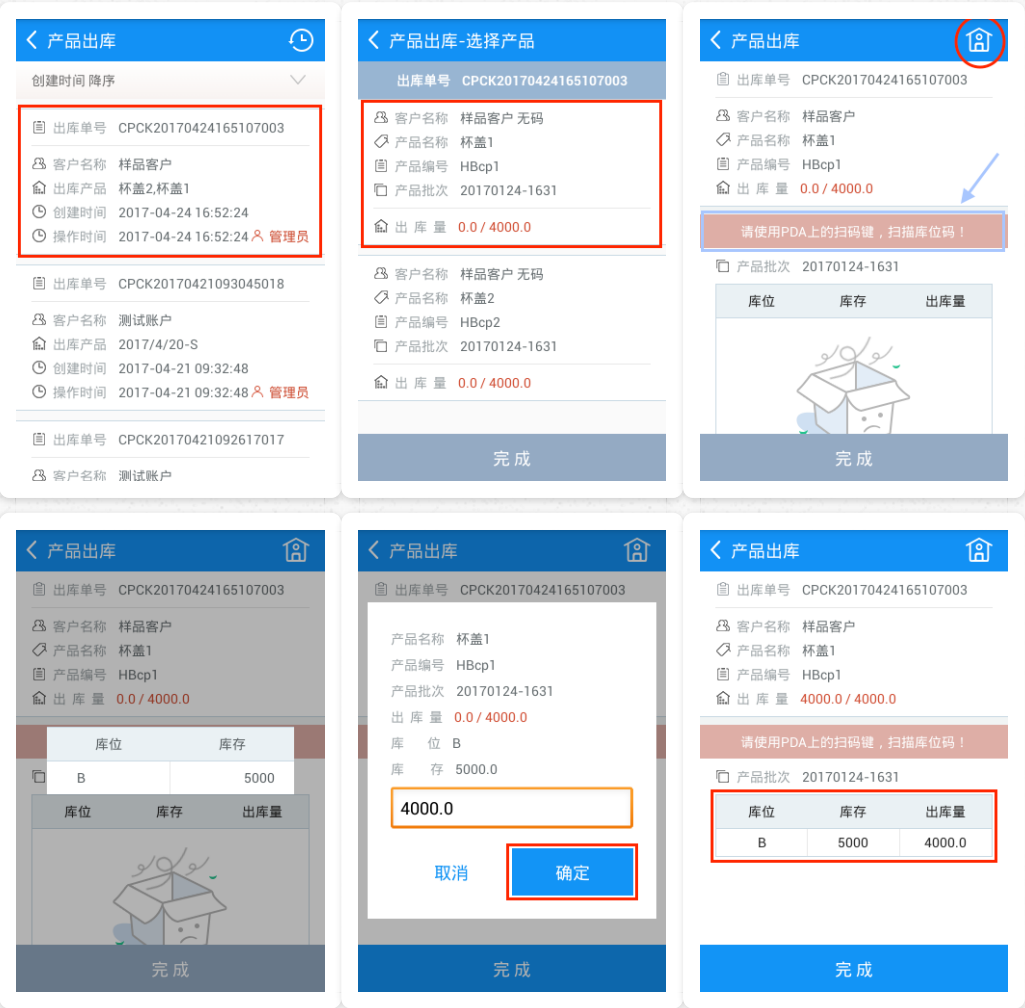 产品出库
创建时间 降序
出库单号 CPCK20170424165107003
客户名称 样品客户
出库产品 杯盖2,杯盖1
创建时间 2017-04-24 16:52:24
操作时间 2017-04-24 16:52:24 管理员
出库单号 CPCK20170421093045018
客户名称 测试账户
出库产品 2017/4/20-S
创建时间 2017-04-21 09:32:48
操作时间 2017-04-21 09:32:48 管理员
出库单号 CPCK20170421092617017
客户名称 测试账户
产品出库-选择产品
出库单号 CPCK20170424165107003
客户名称 样品客户 无码
产品名称 杯盖1
产品编号 HBcp1
产品批次 20170124-1631
出 库 量 0.0 / 4000.0
客户名称 样品客户 无码
产品名称 杯盖2
产品编号 HBcp2
产品批次 20170124-1631
出 库 量 0.0 / 4000.0
完 成
产品出库
出库单号 CPCK20170424165107003
客户名称 样品客户
产品名称 杯盖1
产品编号 HBcp1
出 库 量 0.0 / 4000.0
请使用PDA上的扫码键，扫描库位码！
产品批次 20170124-1631
库位 库存 出库量
完 成
产品出库
出库单号 CPCK20170424165107003
客户名称 样品客户
产品名称 杯盖1
产品编号 HBcp1
出 库 量 0.0 / 4000.0
库位 库存
B 5000
库位 库存 出库量
完 成
产品出库
出库单号 CPCK20170424165107003
产品名称 杯盖1
产品编号 HBcp1
产品批次 20170124-1631
出 库 量 0.0 / 4000.0
库 位 B
库 存 5000.0
4000.0
取消 确定
完 成
产品出库
出库单号 CPCK20170424165107003
客户名称 样品客户
产品名称 杯盖1
产品编号 HBcp1
出 库 量 4000.0 / 4000.0
请使用PDA上的扫码键，扫描库位码！
产品批次 20170124-1631
库位 库存 出库量
B 5000 4000.0
完 成